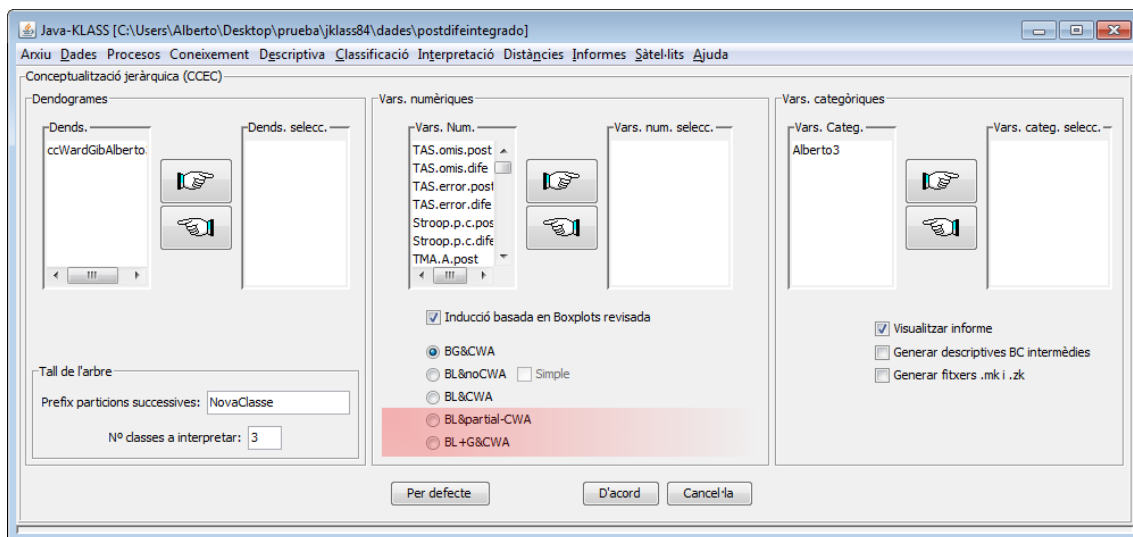 Java-KLASS [C:\Users\Alberto\Desktop\prueba\jklass84\dades\postdifeintegrado]
Arxiu Dades Procesos Coneixement Descriptiva Classificació Interpretació Distàncies Informes Sàtel·lits Ajuda
Conceptualització jeràrquica (CCEC)
Dendogrames
Dends.
ccWardGibAlberto
Dends. selecc.
Tall de l'arbre
Prefix particions successives: NovaClasse
Nº classes a interpretar: 3
Vars. numèriques
Vars. Num.
TAS.omis.post
TAS.omis.dife
TAS.error.post
TAS.error.dife
Stroop.p.c.pos
Stroop.p.c.dife
TMA.A.post
Vars. num. selecc.
Inducció basada en Boxplots revisada
BG&CWA
BL&noCWA Simple
BL&CWA
BL&partial-CWA
BL+G&CWA
Vars. categòriques
Vars. Categ.
Alberto3
Vars. categ. selecc.
Visualitzar informe
Generar descriptives BC intermèdies
Generar fitxers .mk i .zk
Per defecte D'acord Cancel·la